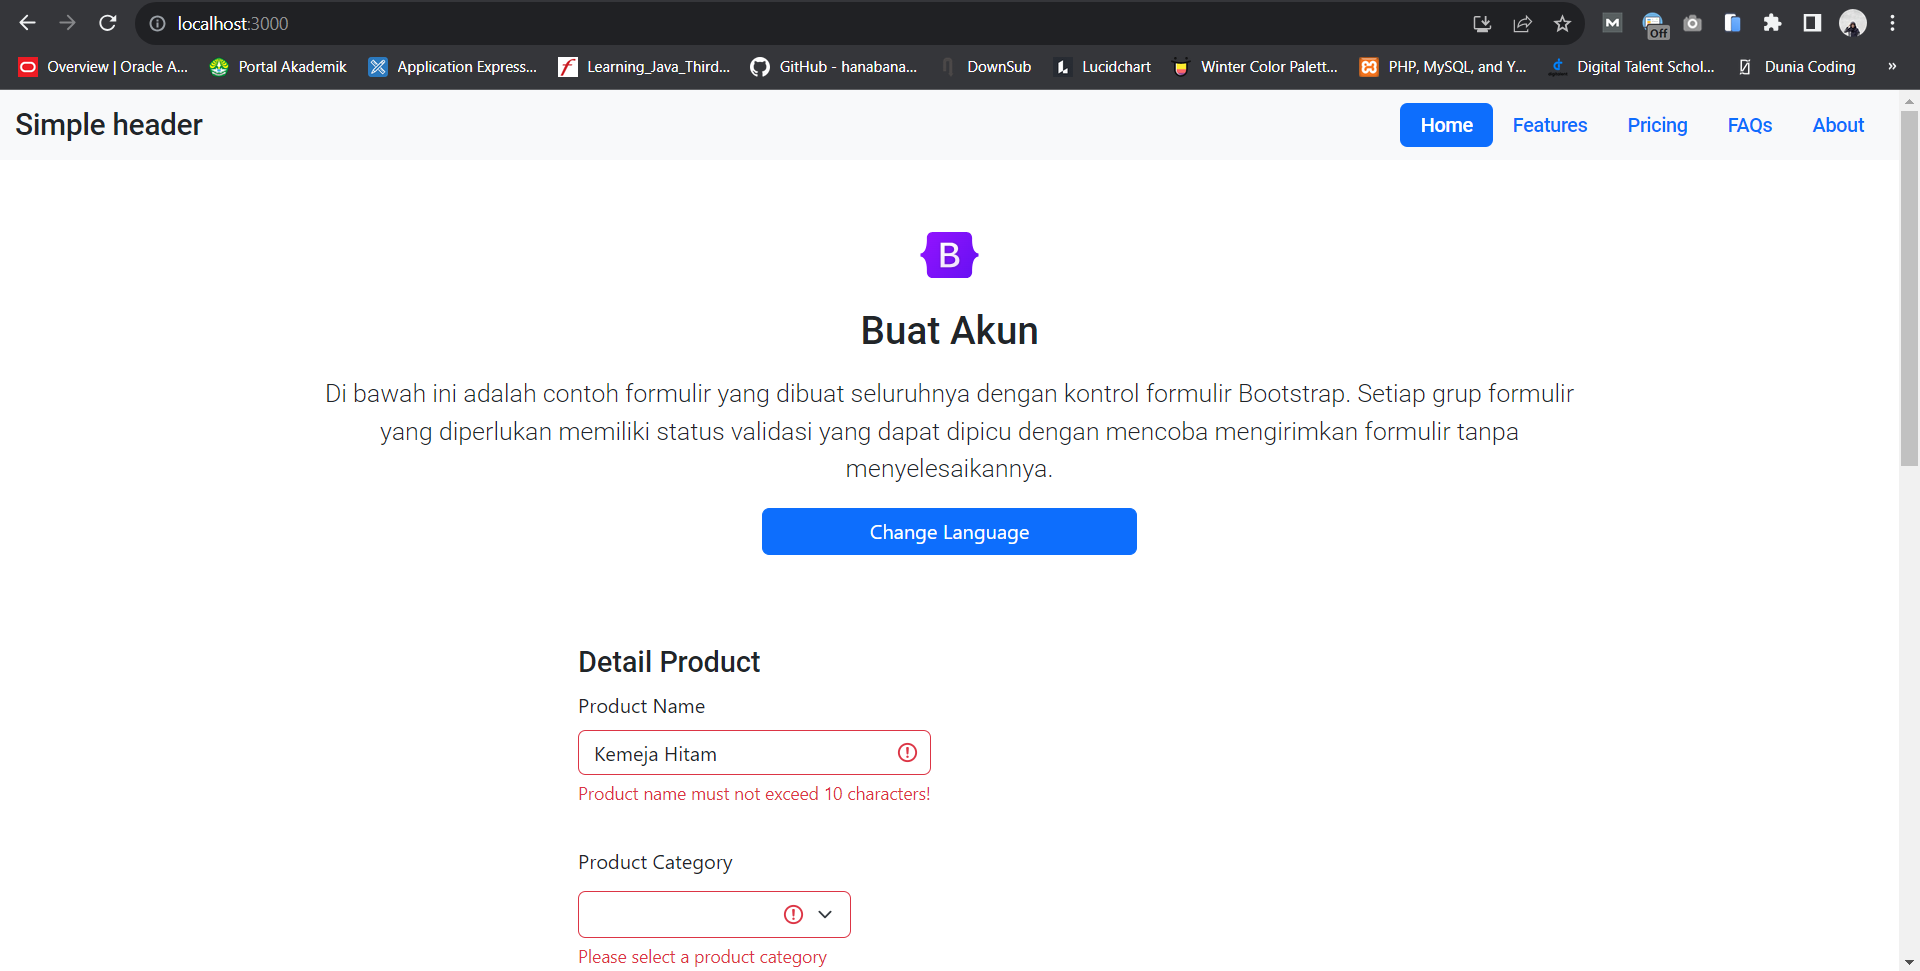 localhost:3000
Off
Overview | Oracle A... Portal Akademik Application Express... Learning_Java_Third... GitHub - hanabana... DownSub Lucidchart Winter Color Palett... PHP, MySQL, and Y... Digital Talent Schol... Dunia Coding »
Simple header Home Features Pricing FAQs About
B
Buat Akun
Di bawah ini adalah contoh formulir yang dibuat seluruhnya dengan kontrol formulir Bootstrap. Setiap grup formulir
yang diperlukan memiliki status validasi yang dapat dipicu dengan mencoba mengirimkan formulir tanpa
menyelesaikannya.
Change Language
Detail Product
Product Name
Kemeja Hitam
Product name must not exceed 10 characters!
Product Category
Please select a product category